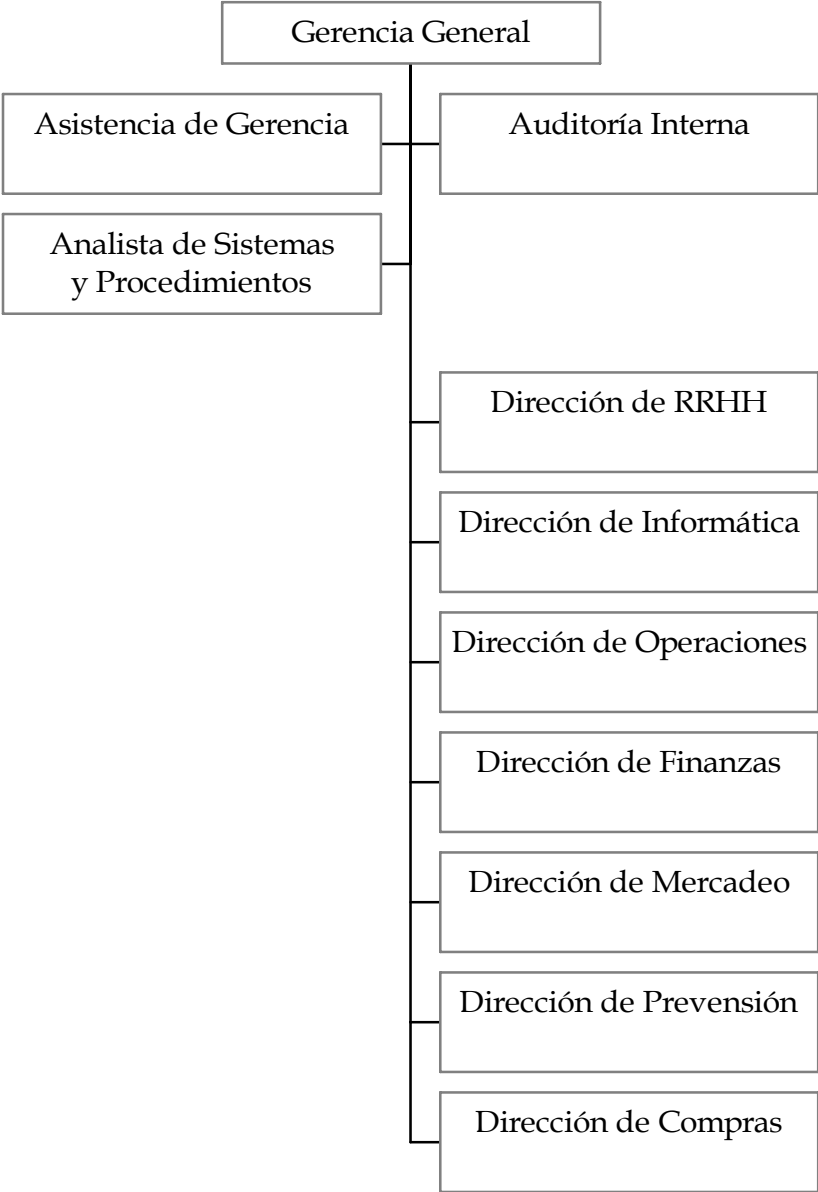 Gerencia General
Asistencia de Gerencia
Auditoría Interna
Analista de Sistemas
y Procedimientos
Dirección de RRHH
Dirección de Informática
Dirección de Operaciones
Dirección de Finanzas
Dirección de Mercadeo
Dirección de Prevensión
Dirección de Compras